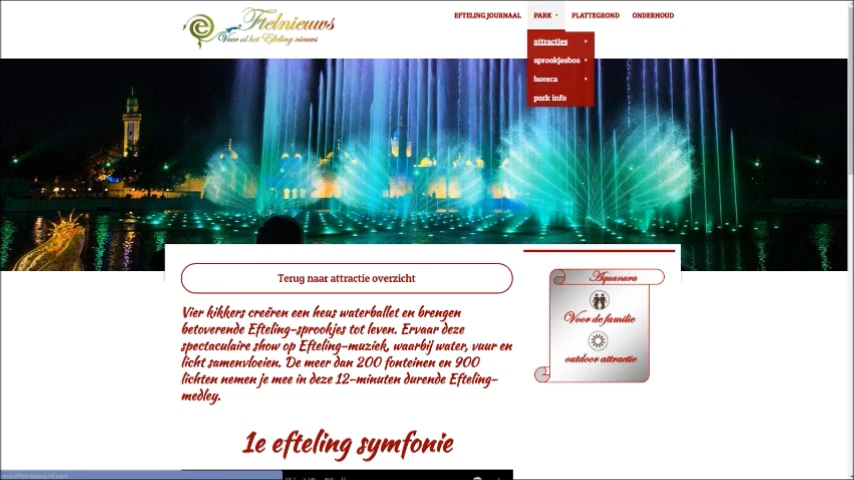 Eftelnieuws
Voor al het Efteling nieuws
EFTELING JOURNAAL PARK PLATTEGROND ONDERHOUD
attracties
sprookjesbos
horeca
park info
Terug naar attractie overzicht
Vier kikkers creëren een heus waterballet en brengen
betoverende Efteling-sprookjes tot leven. Ervaar deze
spectaculaire show op Efteling-muziek, waarbij water, vuur en
licht samenvloeien. De meer dan 200 fonteinen en 900
lichten nemen je mee in deze 12-minuten durende Efteling-
medley.
Aquanura
Voor de familie
outdoor attractie
1e efteling symfonie